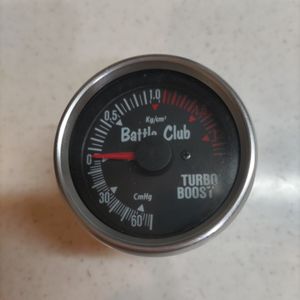 0.5
1.0
Kg/cm²
Battle Club
0
30
60
CmHg
TURBO
BOOST